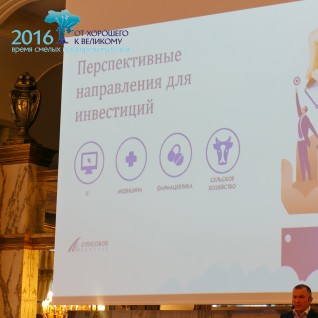 2016 ОТ ХОРОШЕГО
К ВЕЛИКОМУ
время смелых
Перспективные
направления для
инвестиций
IT
МЕДИЦИНА
ФАРМАЦЕВТИКА
СЕЛЬСКОЕ
ХОЗЯЙСТВО